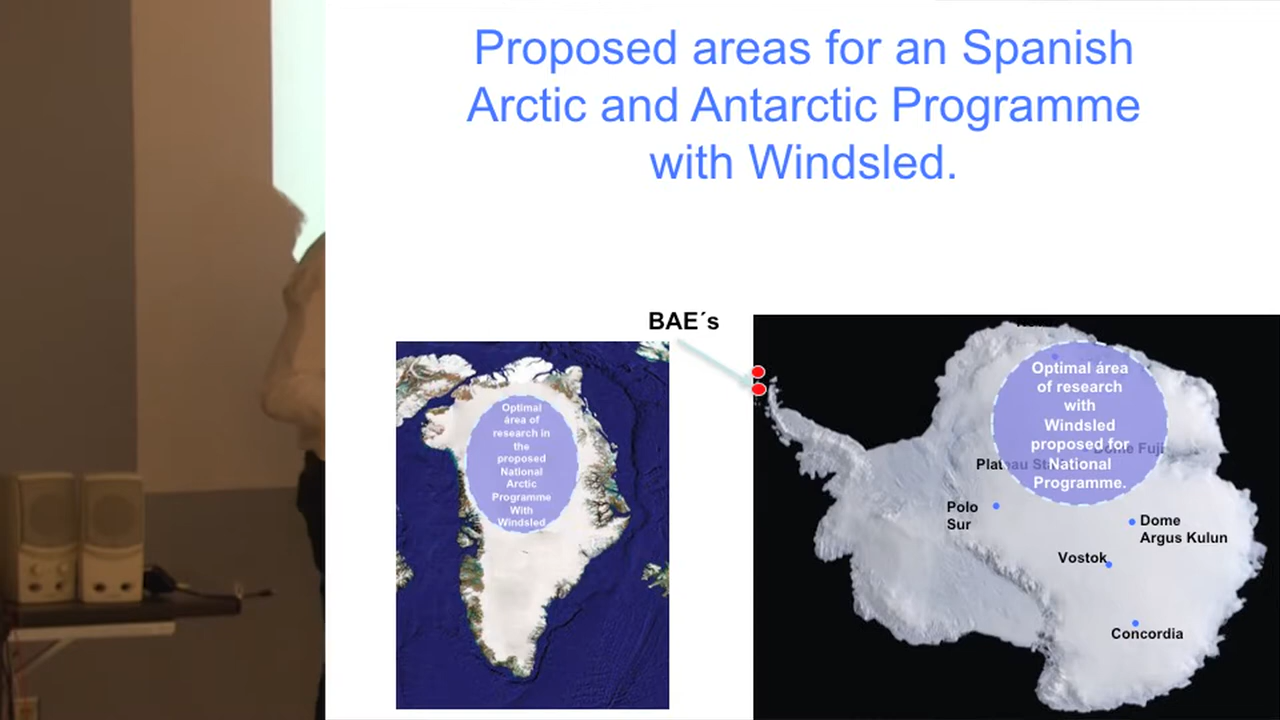 Proposed areas for an Spanish
Arctic and Antarctic Programme
with Windsled.
BAE´s
Optimal
área of
research in
the
proposed
National
Arctic
Programme
With
Windsled
Optimal área
of research
with
Windsled
proposed for
National
Programme.
Dome Fuji
Plateau
Polo
Sur
Dome
Argus Kulun
Vostok
Concordia